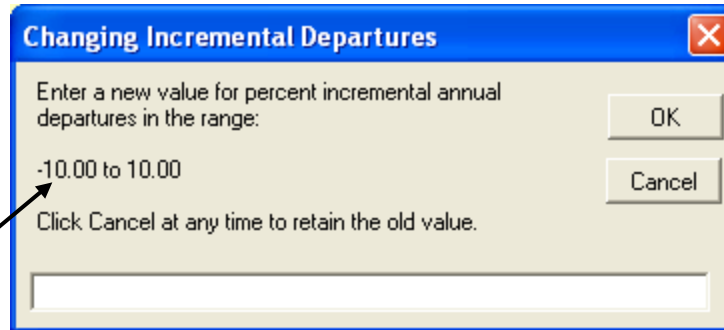 Changing Incremental Departures
Enter a new value for percent incremental annual
departures in the range:
OK
-10.00 to 10.00
Cancel
Click Cancel at any time to retain the old value.